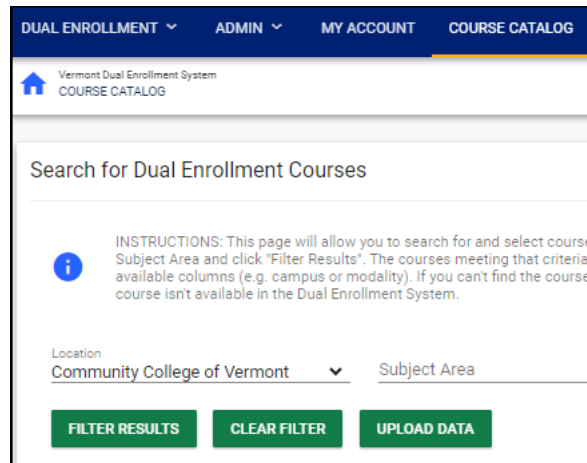 DUAL ENROLLMENT ADMIN MY ACCOUNT COURSE CATALOG
Vermont Dual Enrollment System
COURSE CATALOG
Search for Dual Enrollment Courses
INSTRUCTIONS: This page will allow you to search for and select course
Subject Area and click "Filter Results". The courses meeting that criteria
available columns (e.g. campus or modality). If you can't find the course
course isn't available in the Dual Enrollment System.
Location
Community College of Vermont Subject Area
FILTER RESULTS CLEAR FILTER UPLOAD DATA